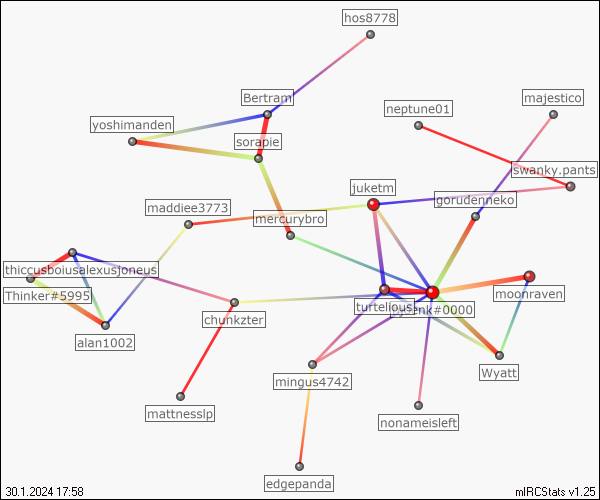 hos8778
Bertram
majestico
neptune01
yoshimanden
sorapie
swanky.pants
juketm
gorudenneko
maddiee3773
mercurybro
thiccusboiusalexusjoneus
Thinker#5995
moonraven
turtelious
nk#0000
chunkzter
alan1002
Wyatt
mingus4742
mattnesslp
nonameisleft
edgepanda
30.1.2024 17:58
mIRCStats v1.25